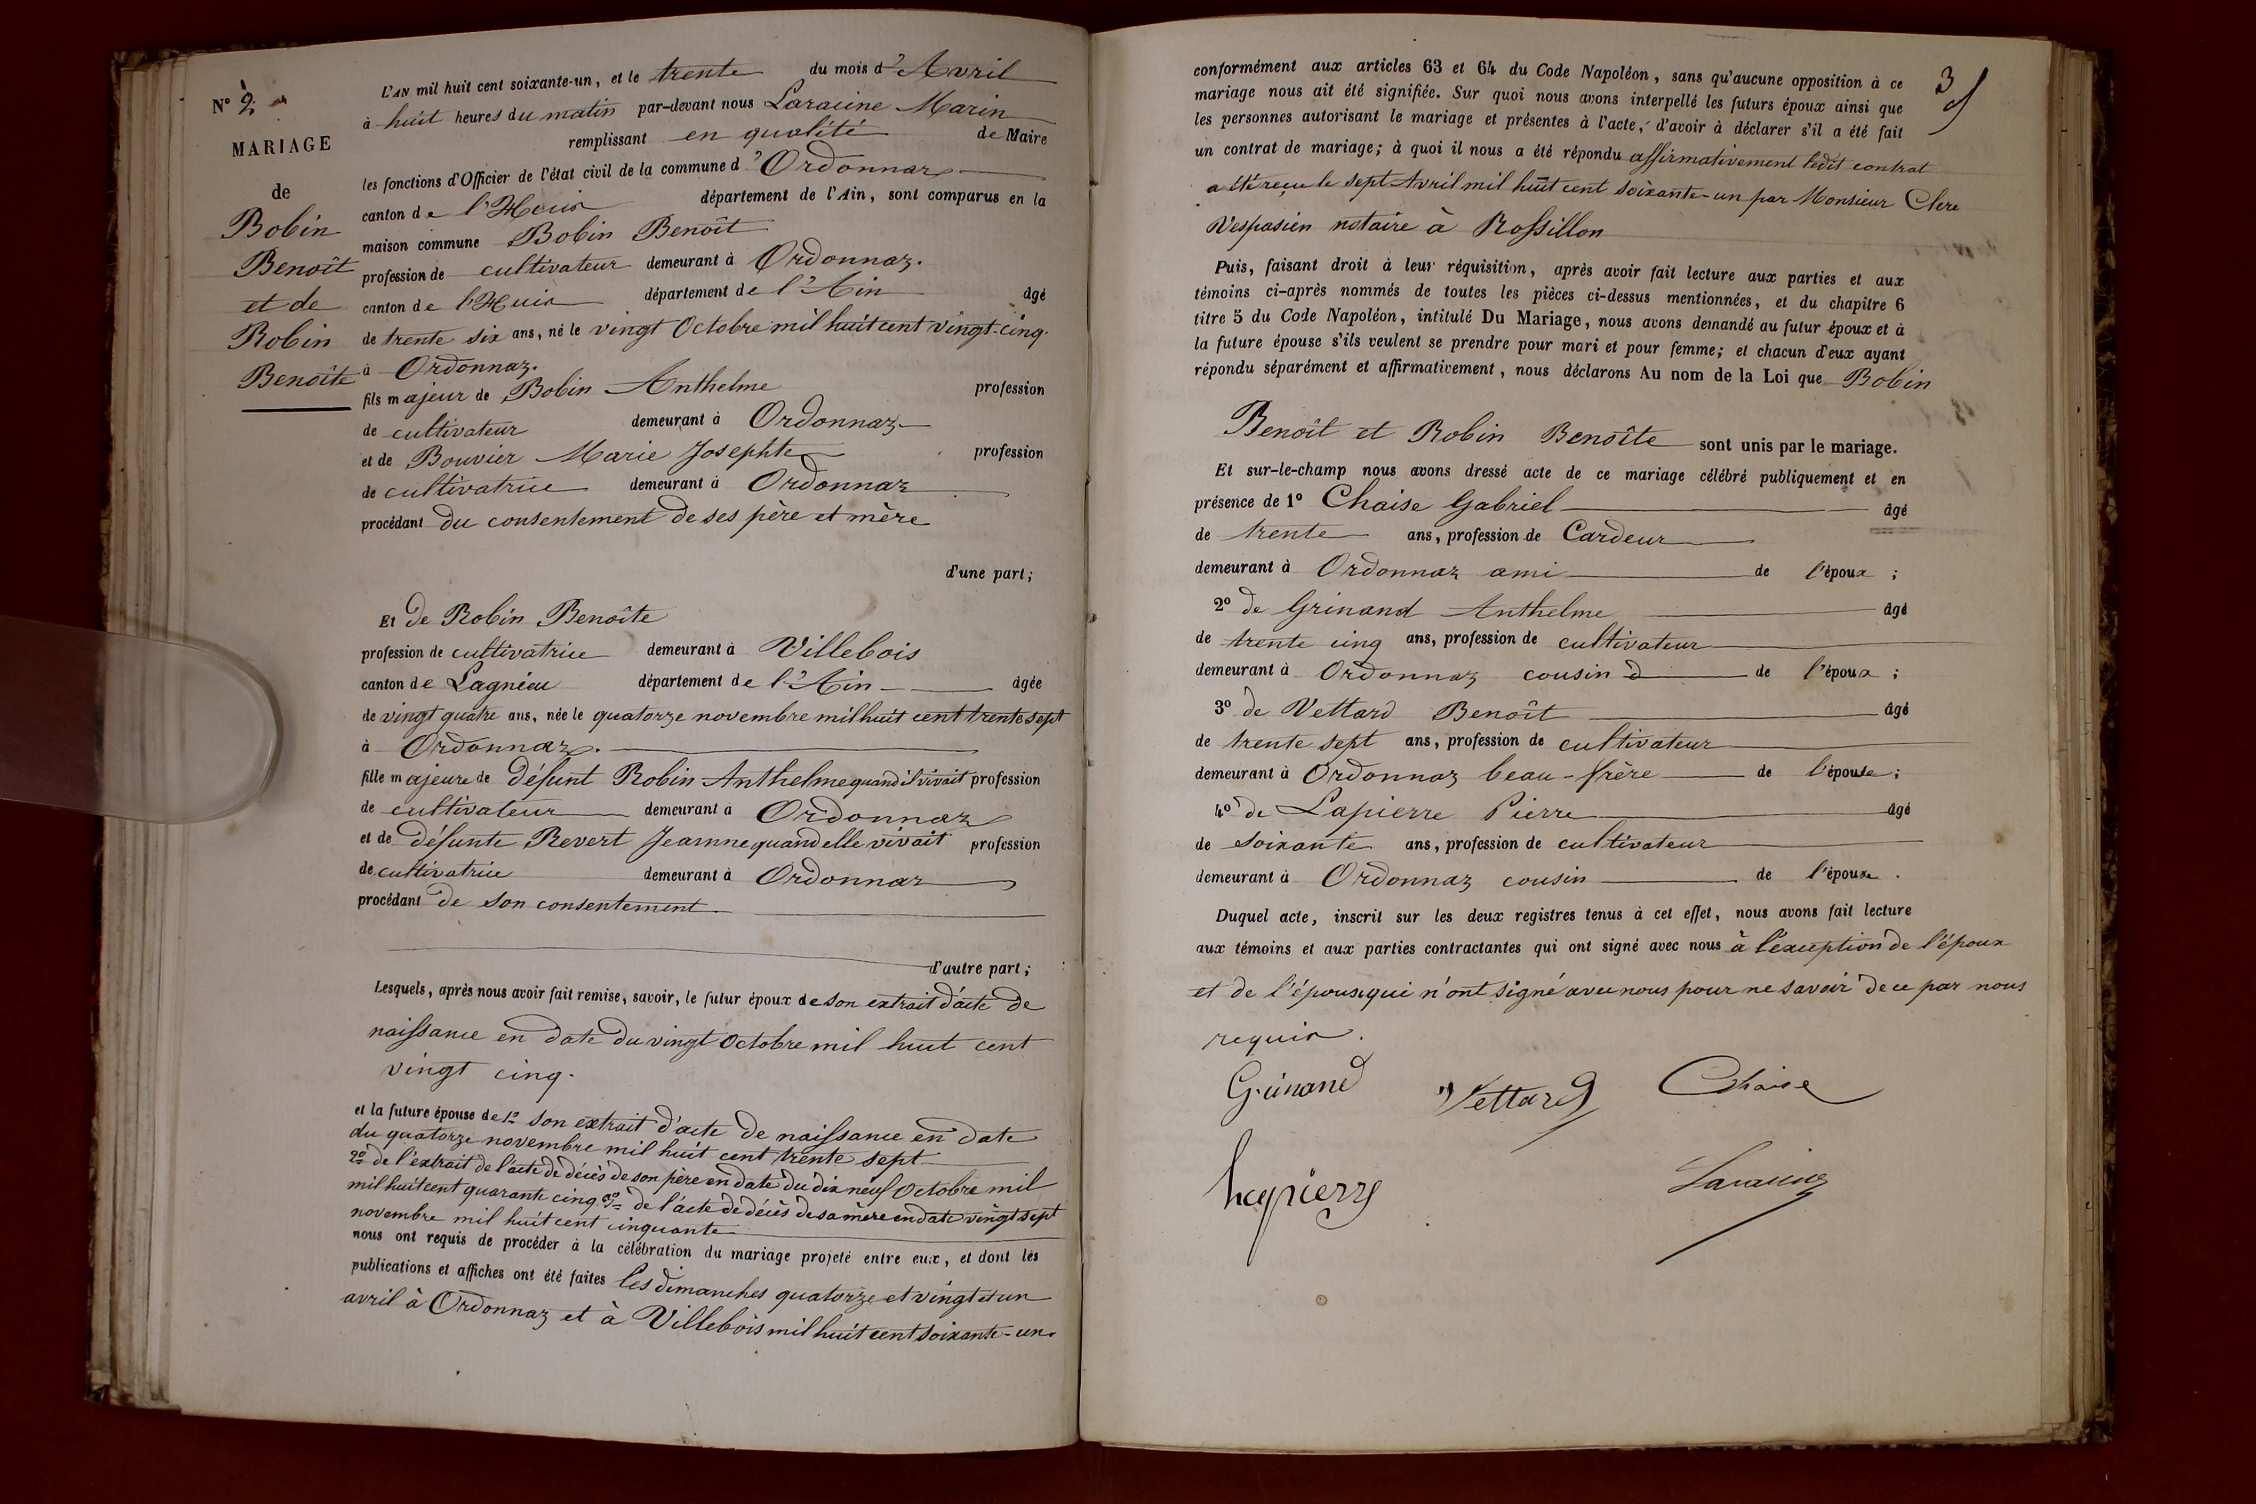 N° 2.
MARIAGE
de
Bobin
Benoît
et de
Robin
Benoîte
L'AN mil huit cent soixante-un, et le trente du mois d'Avril
à huit heures du matin par-devant nous Laracine Marin
remplissant en qualité de Maire
les fonctions d'Officier de l'état civil de la commune d'Ordonnaz
canton de l'Huis département de l'Ain, sont comparus en la
maison commune Bobin Benoît
profession de cultivateur demeurant à Ordonnaz.
canton de l'Huis département de l'Ain âgé
de trente six ans, né le vingt Octobre mil huit cent vingt-cinq.
à Ordonnaz.
fils majeur de Bobin Anthelme profession
de cultivateur demeurant à Ordonnaz
et de Bouvier Marie Josephte profession
de cultivatrice demeurant à Ordonnaz
procédant du consentement de ses père et mère
d'une part;
Et de Robin Benoîte
profession de cultivatrice demeurant à Villebois
canton de Lagnieu département de l'Ain âgée
de vingt quatre ans, née le quatorze novembre mil huit cent trente sept
à Ordonnaz.
fille majeure de défunt Robin Anthelme quand il vivait profession
de cultivateur demeurant à Ordonnaz
et de défunte Revert Jeanne quand elle vivait profession
de cultivatrice demeurant à Ordonnaz
procédant de son consentement.
d'autre part;
Lesquels, après nous avoir fait remise, savoir, le futur époux de son extrait d'acte de
naissance en date du vingt Octobre mil huit cent
vingt cinq.
et la future épouse de 1° son extrait d'acte de naissance en date
du quatorze novembre mil huit cent trente sept
2° de l'extrait de l'acte de décès de son père en date du dix neuf Octobre mil
mil huit cent quarante cinq 3° de l'acte de décès de sa mère en date vingt sept
novembre mil huit cent cinquante
nous ont requis de procéder à la célébration du mariage projeté entre eux, et dont les
publications et affiches ont été faites les dimanches quatorze et vingt et un
avril à Ordonnaz et à Villebois mil huit cent soixante-un.
3
conformément aux articles 63 et 64 du Code Napoléon, sans qu'aucune opposition à ce
mariage nous ait été signifiée. Sur quoi nous avons interpellé les futurs époux ainsi que
les personnes autorisant le mariage et présentes à l'acte, d'avoir à déclarer s'il a été fait
un contrat de mariage; à quoi il nous a été répondu affirmativement ledit contrat
a été reçu le sept Avril mil huit cent soixante-un par Monsieur Clerc
Vespasien notaire à Rossillon
Puis, faisant droit à leur réquisition, après avoir fait lecture aux parties et aux
témoins ci-après nommés de toutes les pièces ci-dessus mentionnées, et du chapitre 6
titre 5 du Code Napoléon, intitulé Du Mariage, nous avons demandé au futur époux et à
la future épouse s'ils veulent se prendre pour mari et pour femme; et chacun d'eux ayant
répondu séparément et affirmativement, nous déclarons Au nom de la Loi que Bobin
Benoît et Robin Benoîte sont unis par le mariage.
Et sur-le-champ nous avons dressé acte de ce mariage célébré publiquement et en
présence de 1° Chaise Gabriel âgé
de trente ans, profession de Cardeur
demeurant à Ordonnaz ami de l'époux;
2° de Grinand Anthelme âgé
de trente cinq ans, profession de cultivateur
demeurant à Ordonnaz cousin d de l'époux;
3° de Vettard Benoît âgé
de trente sept ans, profession de cultivateur
demeurant à Ordonnaz beau-frère de l'épouse;
4° de Lapierre Pierre âgé
de soixante ans, profession de cultivateur
demeurant à Ordonnaz cousin de l'épouse.
Duquel acte, inscrit sur les deux registres tenus à cet effet, nous avons fait lecture
aux témoins et aux parties contractantes qui ont signé avec nous à l'exception de l'époux
et de l'épouse qui n'ont signé avec nous pour ne savoir de ce par nous
requis.
Grinand Vettard Chaise
Lapierre Laracine